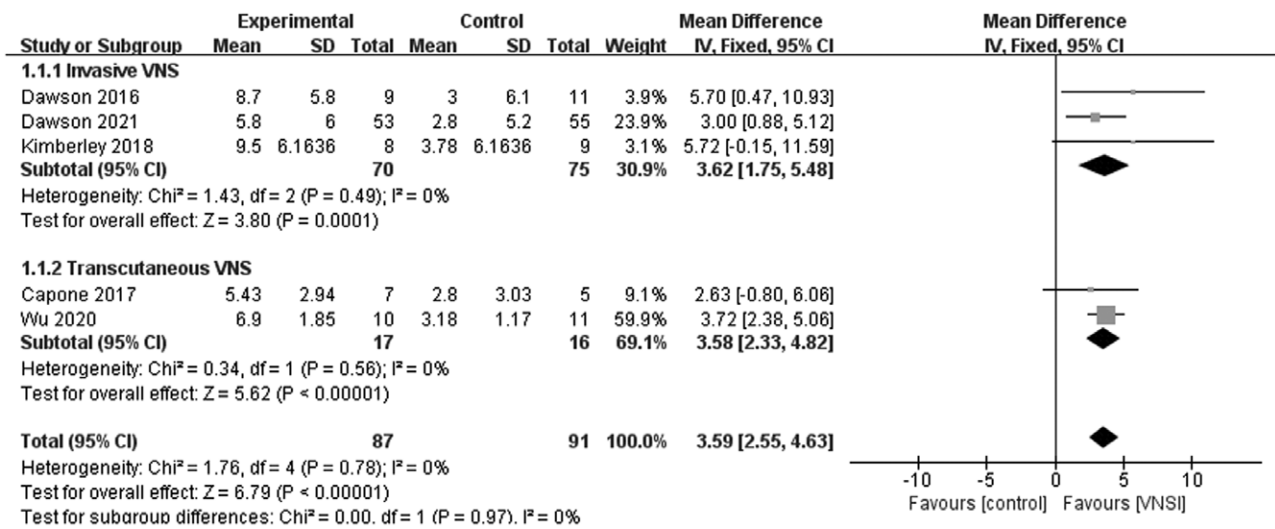 Experimental Control Mean Difference Mean Difference
Study or Subgroup Mean SD Total Mean SD Total Weight IV, Fixed, 95% CI IV, Fixed, 95% CI
1.1.1 Invasive VNS
Dawson 2016 8.7 5.8 9 3 6.1 11 3.9% 5.70 [0.47, 10.93]
Dawson 2021 5.8 6 53 2.8 5.2 55 23.9% 3.00 [0.88, 5.12]
Kimberley 2018 9.5 6.1636 8 3.78 6.1636 9 3.1% 5.72 [-0.15, 11.59]
Subtotal (95% CI) 70 75 30.9% 3.62 [1.75, 5.48]
Heterogeneity: Chi² = 1.43, df = 2 (P = 0.49); I² = 0%
Test for overall effect: Z = 3.80 (P = 0.0001)
1.1.2 Transcutaneous VNS
Capone 2017 5.43 2.94 7 2.8 3.03 5 9.1% 2.63 [-0.80, 6.06]
Wu 2020 6.9 1.85 10 3.18 1.17 11 59.9% 3.72 [2.38, 5.06]
Subtotal (95% CI) 17 16 69.1% 3.58 [2.33, 4.82]
Heterogeneity: Chi² = 0.34, df = 1 (P = 0.56); I² = 0%
Test for overall effect: Z = 5.62 (P < 0.00001)
Total (95% CI) 87 91 100.0% 3.59 [2.55, 4.63]
Heterogeneity: Chi² = 1.76, df = 4 (P = 0.78); I² = 0%
Test for overall effect: Z = 6.79 (P < 0.00001)
Test for subgroup differences: Chi² = 0.00, df = 1 (P = 0.97), I² = 0%
-10 -5 0 5 10
Favours [control] Favours [VNSI]